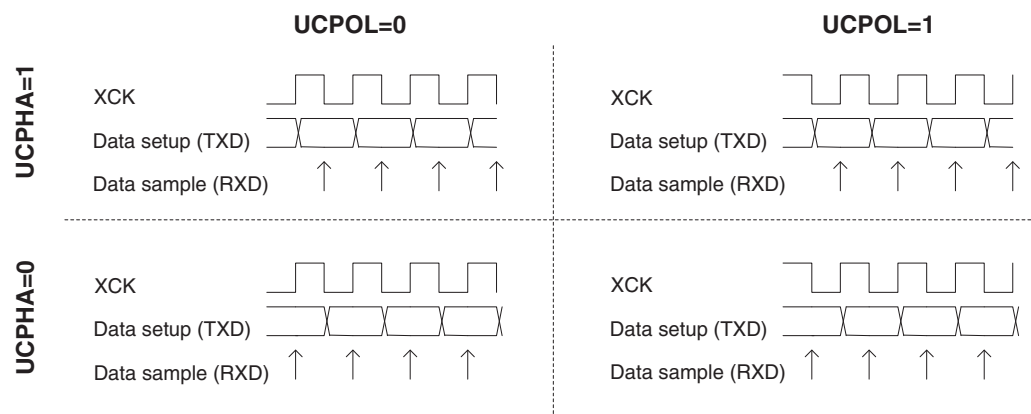 UCPOL=0
UCPOL=1
UCPHA=1
XCK
Data setup (TXD)
Data sample (RXD)
XCK
Data setup (TXD)
Data sample (RXD)
UCPHA=0
XCK
Data setup (TXD)
Data sample (RXD)
XCK
Data setup (TXD)
Data sample (RXD)